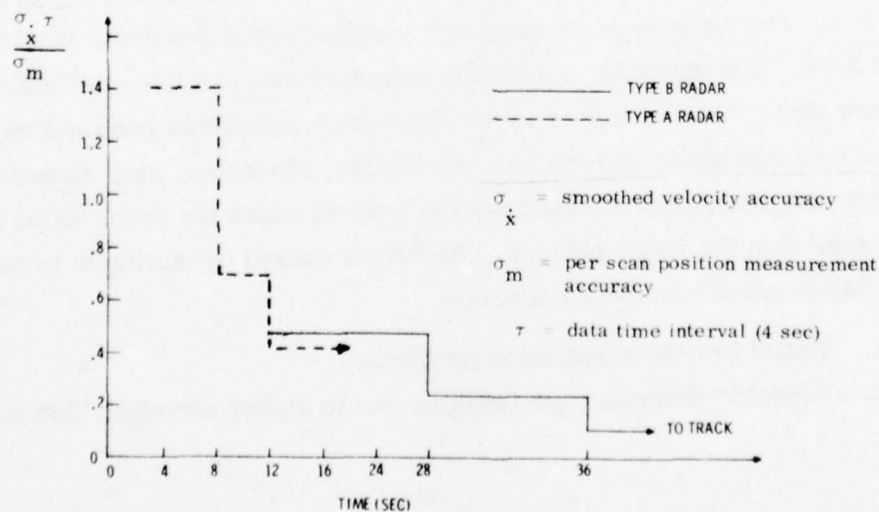 σẋ τ
σm
1.4
1.2
1.0
.8
.6
.4
.2
0
0 4 8 12 16 24 28 36
TIME (SEC)
TYPE B RADAR
TYPE A RADAR
σẋ = smoothed velocity accuracy
σm = per scan position measurement
accuracy
τ = data time interval (4 sec)
TO TRACK